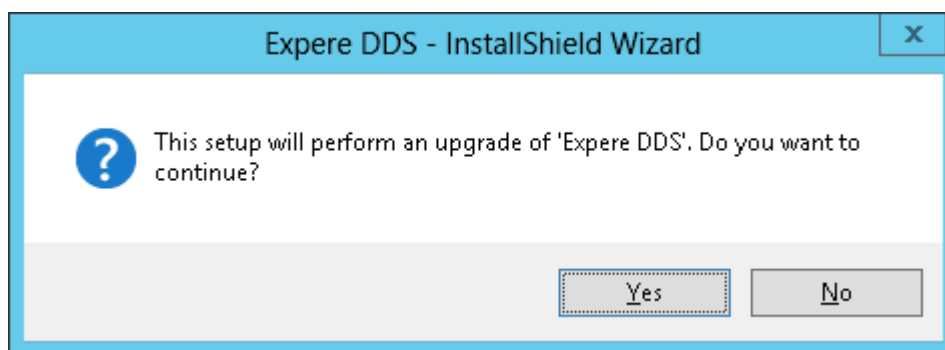 Expere DDS - InstallShield Wizard
x
This setup will perform an upgrade of 'Expere DDS'. Do you want to
continue?
Yes
No